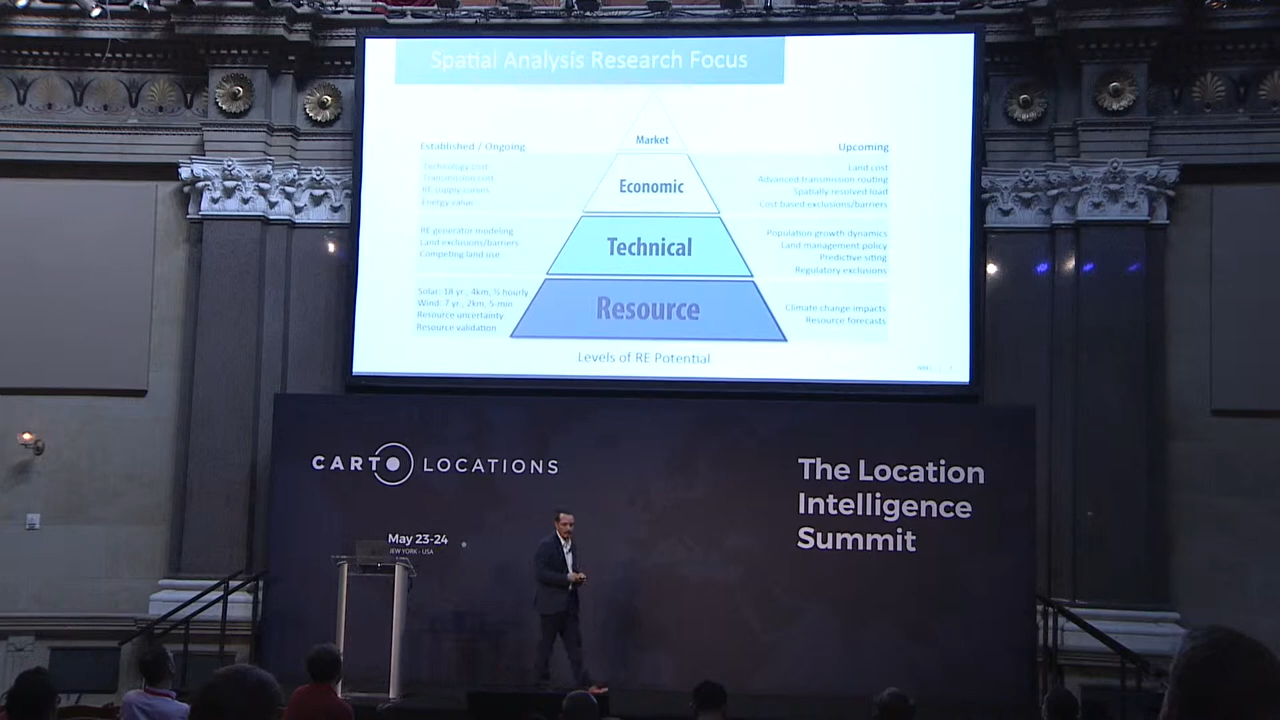 Spatial Analysis Research Focus
Market
Economic
Technical
Resource
Levels of RE Potential
Established / Ongoing
Technology cost
Transmission cost
RE supply curves
Energy value
RE generator modeling
Land exclusions/barriers
Competing land use
Solar: 18 yr., 4km, ½ hourly
Wind: 7 yr., 2km, 5-min
Resource uncertainty
Resource validation
Upcoming
Land cost
Advanced transmission routing
Spatially resolved load
Cost based exclusions/barriers
Population growth dynamics
Land management policy
Predictive siting
Regulatory exclusions
Climate change impacts
Resource forecasts
NREL
CARTO LOCATIONS
May 23-24
NEW YORK - USA
The Location
Intelligence
Summit